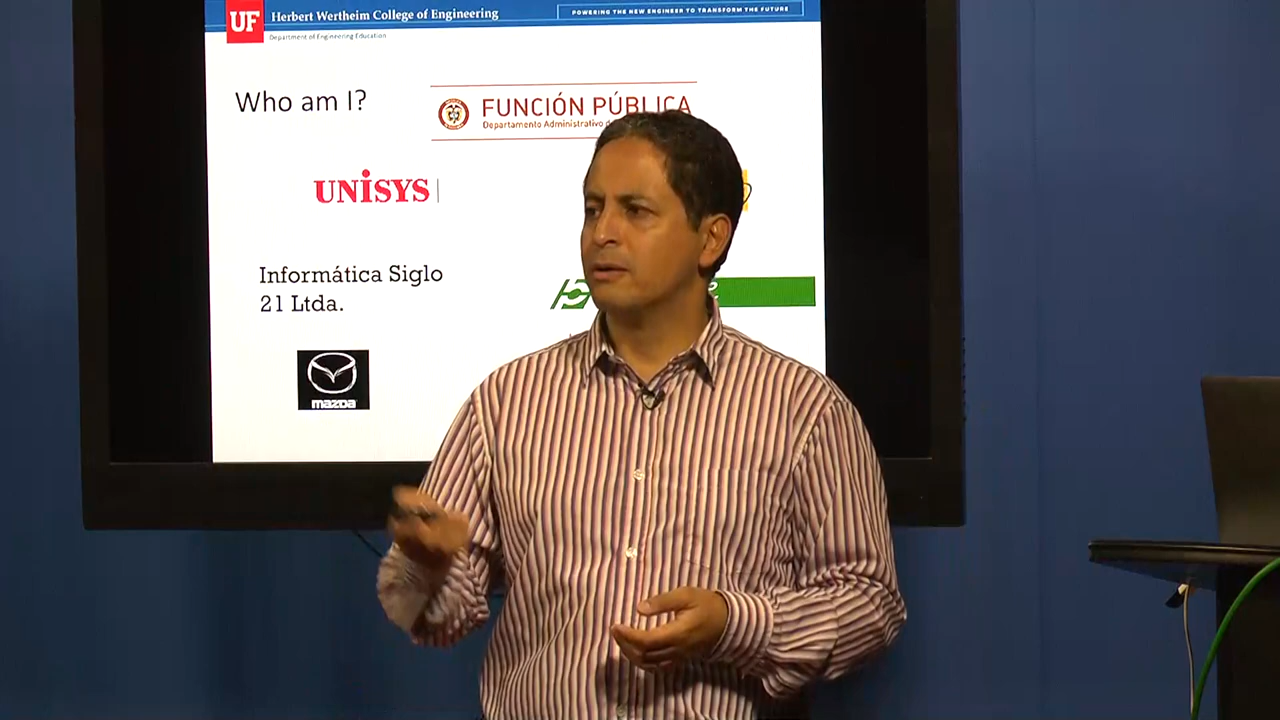 UF
Herbert Wertheim College of Engineering
POWERING THE NEW ENGINEER TO TRANSFORM THE FUTURE
Department of Engineering Education
Who am I?
FUNCIÓN PÚBLICA
Departamento Administrativo
UNiSYS
Informática Siglo
21 Ltda.
mazda